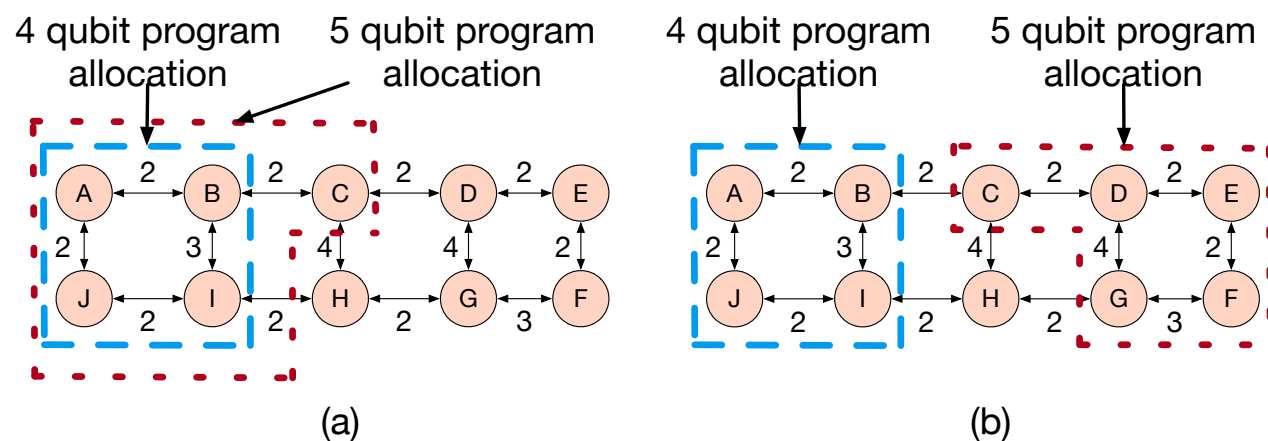 4 qubit program
allocation
5 qubit program
allocation
A 2 B 2 C 2 D 2 E
2 3 4 4 2
J 2 I 2 H 2 G 3 F
(a)
4 qubit program
allocation
5 qubit program
allocation
A 2 B 2 C 2 D 2 E
2 3 4 4 2
J 2 I 2 H 2 G 3 F
(b)